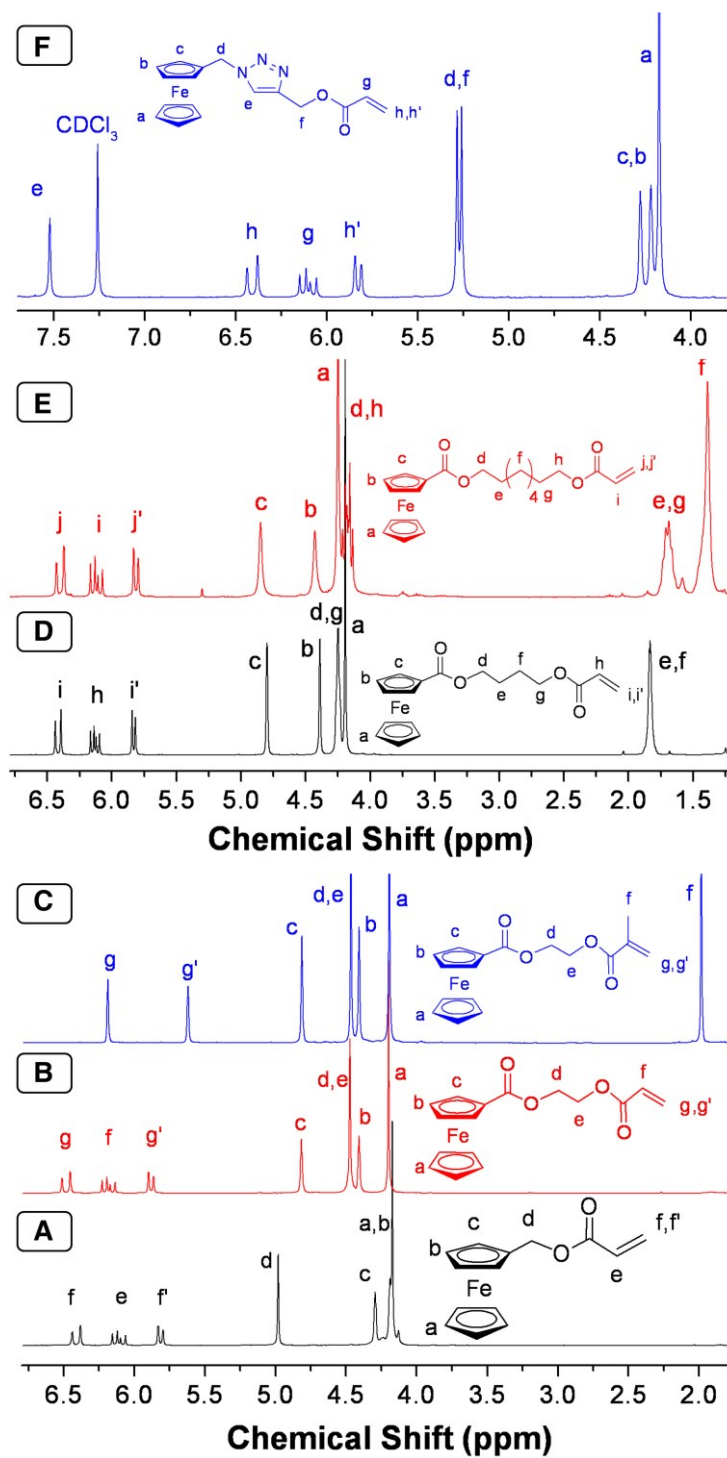 F
c
d
b
N
N
N
g
Fe
e
f
O
O
h,h'
a
CDCl3
e
h
g
h'
d,f
c,b
a
7.5 7.0 6.5 6.0 5.5 5.0 4.5 4.0
E
a
f
d,h
c
b
Fe
a
O
O
d
e
f
4
g
h
O
O
i
j,j'
j
i
j'
c
b
e,g
D
d,g
a
c
b
Fe
a
O
O
d
e
f
g
O
O
h
i,i'
i
h
i'
c
b
e,f
6.5 6.0 5.5 5.0 4.5 4.0 3.5 3.0 2.5 2.0 1.5
Chemical Shift (ppm)
C
d,e
a
f
f
c
b
Fe
a
O
O
d
e
O
O
g,g'
g
g'
c
b
B
d,e
a
c
b
Fe
a
O
O
d
e
O
O
f
g,g'
g
f
g'
c
b
A
a,b
c
d
b
Fe
a
O
O
e
f,f'
f
e
f'
d
c
6.5 6.0 5.5 5.0 4.5 4.0 3.5 3.0 2.5 2.0
Chemical Shift (ppm)